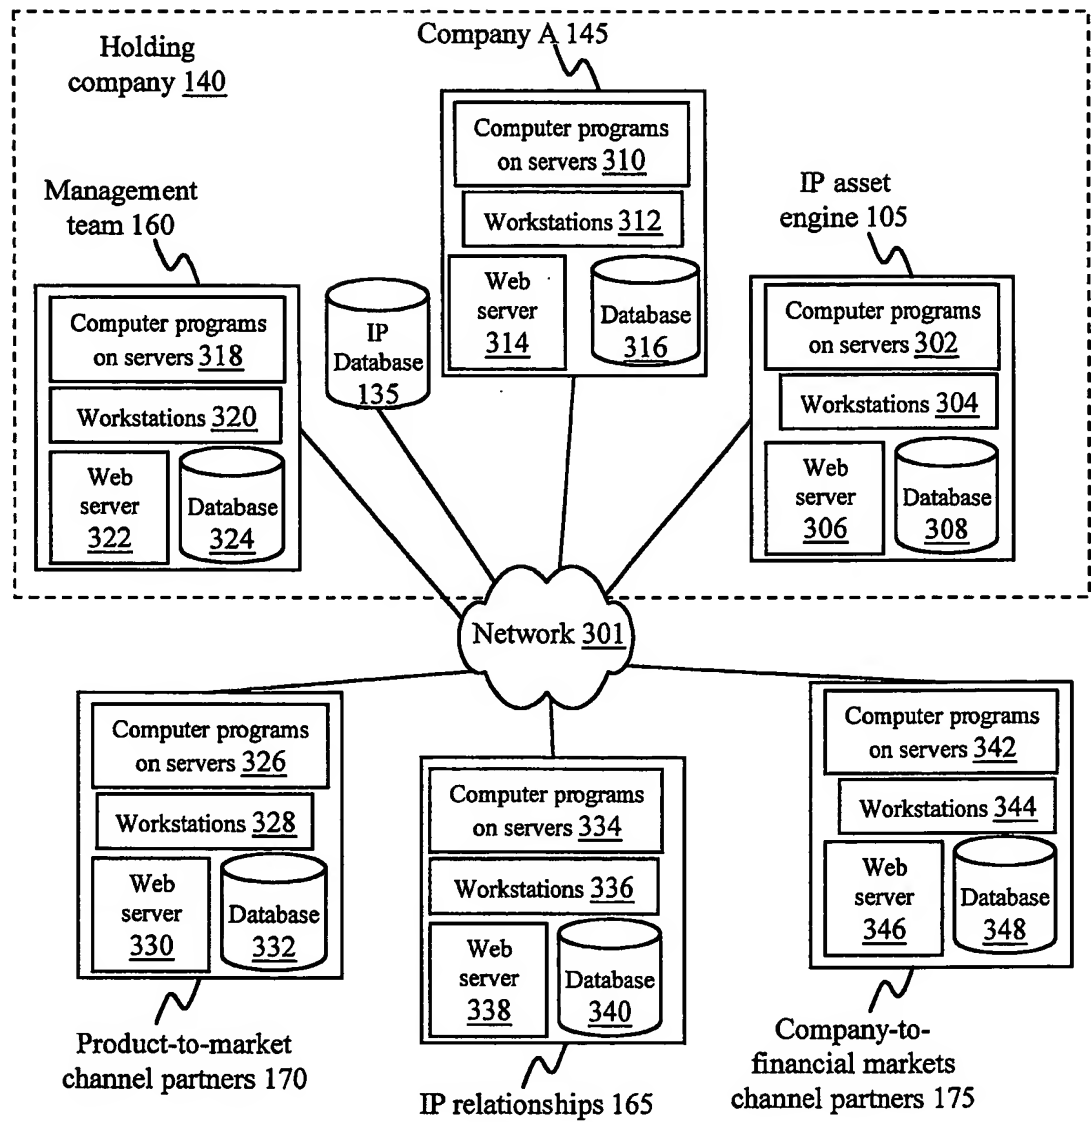 Holding
company 140
Company A 145
Computer programs
on servers 310
Workstations 312
Web
server
314
Database
316
Management
team 160
Computer programs
on servers 318
Workstations 320
Web
server
322
Database
324
IP
Database
135
IP asset
engine 105
Computer programs
on servers 302
Workstations 304
Web
server
306
Database
308
Network 301
Computer programs
on servers 326
Workstations 328
Web
server
330
Database
332
Product-to-market
channel partners 170
Computer programs
on servers 334
Workstations 336
Web
server
338
Database
340
IP relationships 165
Computer programs
on servers 342
Workstations 344
Web
server
346
Database
348
Company-to-
financial markets
channel partners 175